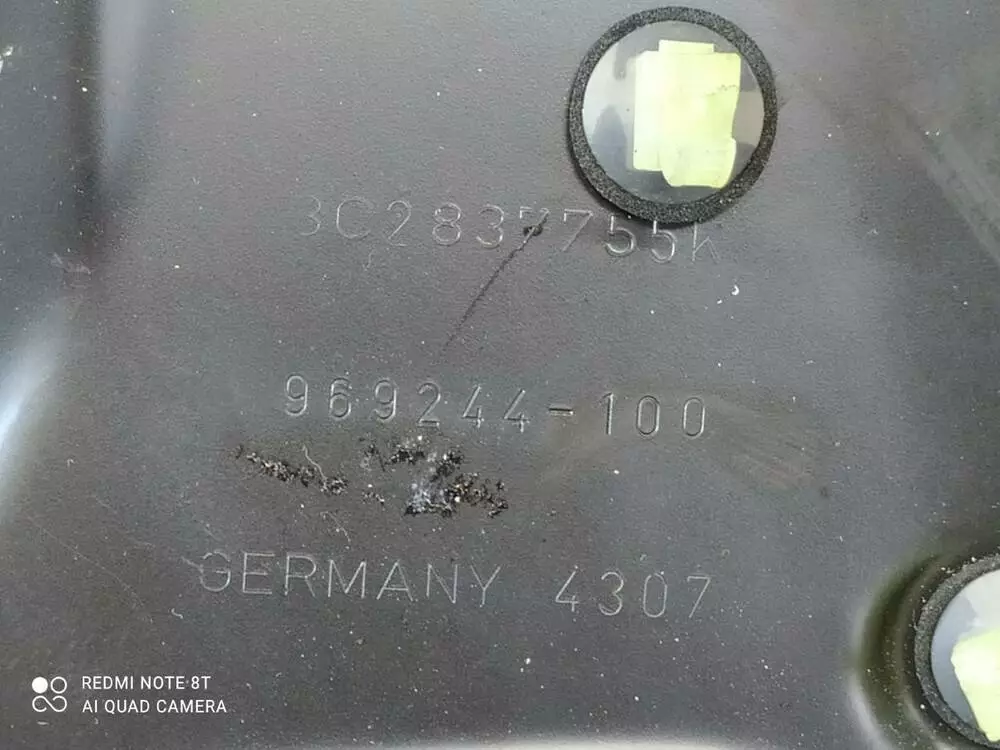 3C2837755K
969244-100
GERMANY 4307
REDMI NOTE 8T
AI QUAD CAMERA